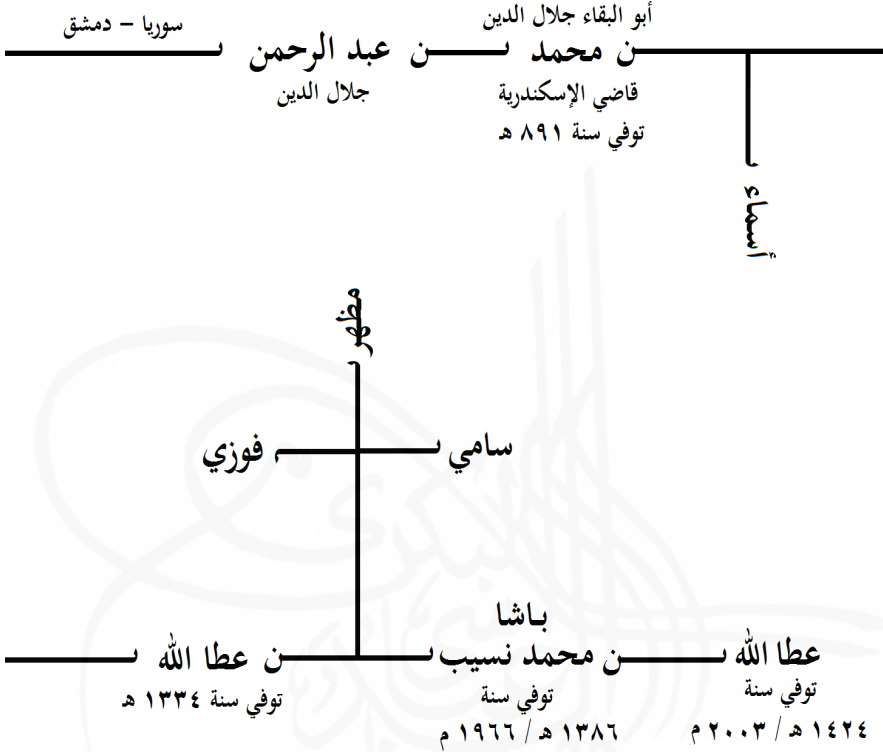 أبو البقاء جلال الدين
سوريا – دمشق
ن محمد
ن عبد الرحمن
قاضي الإسكندرية
جلال الدين
توفي سنة ٨٩١ هـ
أسماء
مظهر
سامي
فوزي
باشا
عطا الله
ن محمد نسيب
ن عطا الله
توفي سنة
١٤٢٤ هـ / ٢٠٠٣ م
توفي سنة
١٣٨٦ هـ / ١٩٦٦ م
توفي سنة ١٣٣٤ هـ